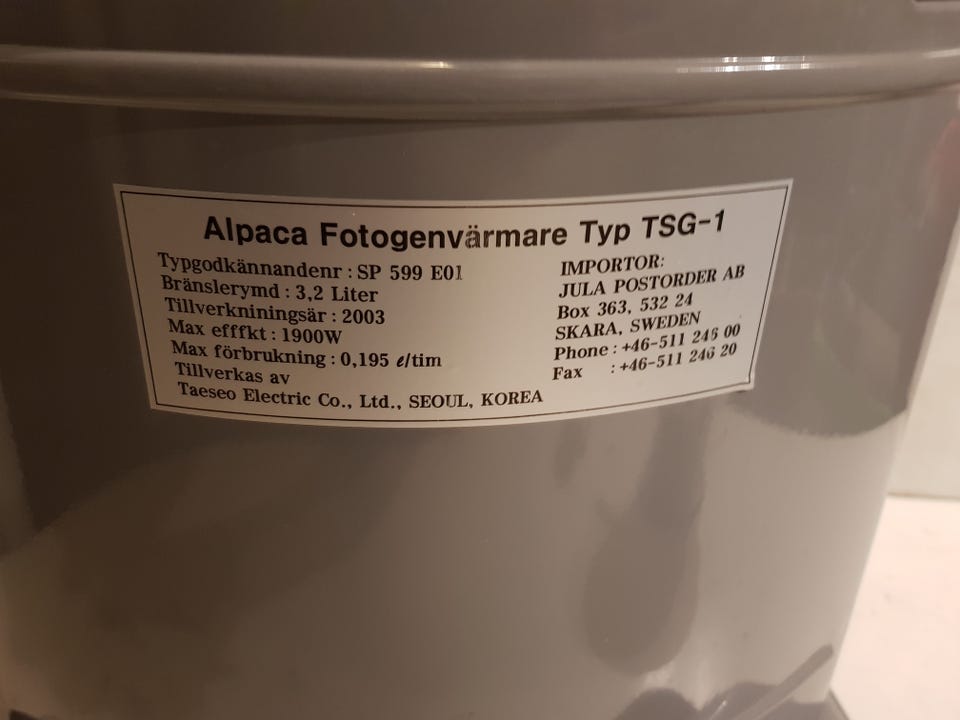 Alpaca Fotogenvärmare Typ TSG-1
Typgodkännandenr : SP 599 E01
Bränslerymd : 3,2 Liter
Tillverkniningsär : 2003
Max efffkt : 1900W
Max förbrukning : 0,195 ℓ/tim
Tillverkas av
Taeseo Electric Co., Ltd., SEOUL, KOREA
IMPORTOR:
JULA POSTORDER AB
Box 363, 532 24
SKARA, SWEDEN
Phone : +46-511 246 00
Fax : +46-511 246 20